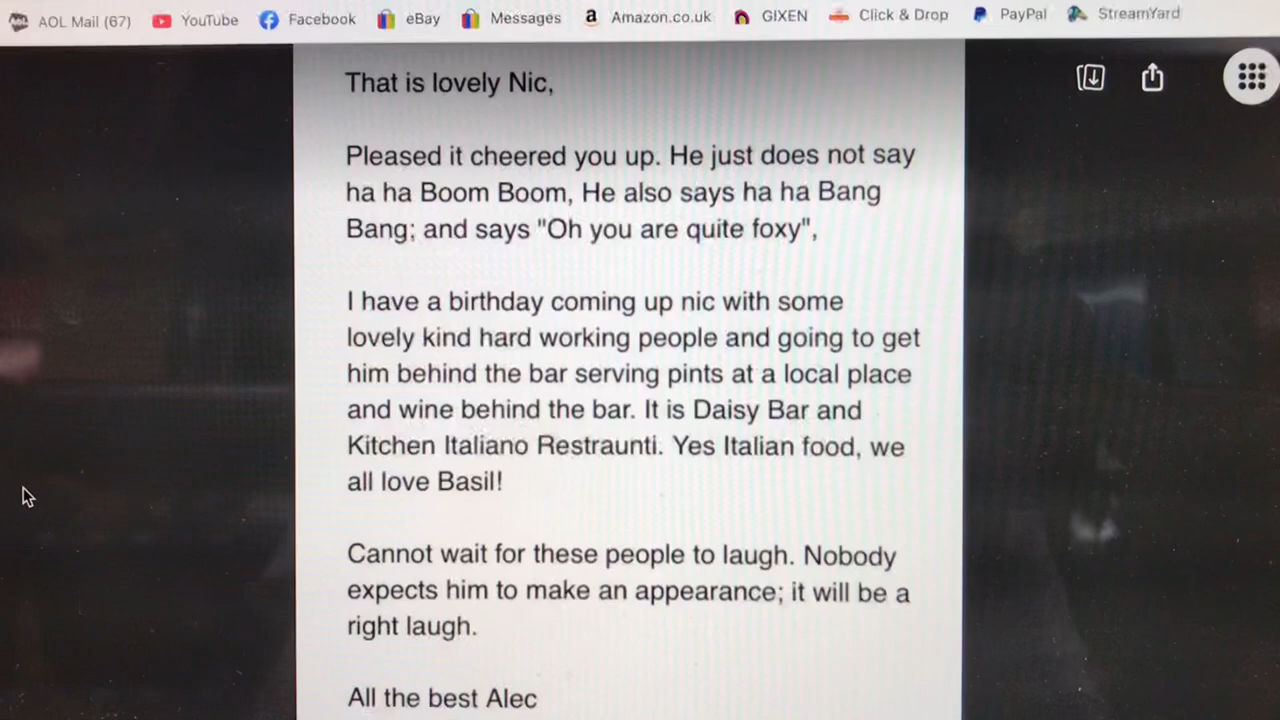 AOL Mail (67) YouTube Facebook eBay Messages a Amazon.co.uk GIXEN Click & Drop PayPal StreamYard
That is lovely Nic,
Pleased it cheered you up. He just does not say
ha ha Boom Boom, He also says ha ha Bang
Bang; and says "Oh you are quite foxy",
I have a birthday coming up nic with some
lovely kind hard working people and going to get
him behind the bar serving pints at a local place
and wine behind the bar. It is Daisy Bar and
Kitchen Italiano Restraunti. Yes Italian food, we
all love Basil!
Cannot wait for these people to laugh. Nobody
expects him to make an appearance; it will be a
right laugh.
All the best Alec